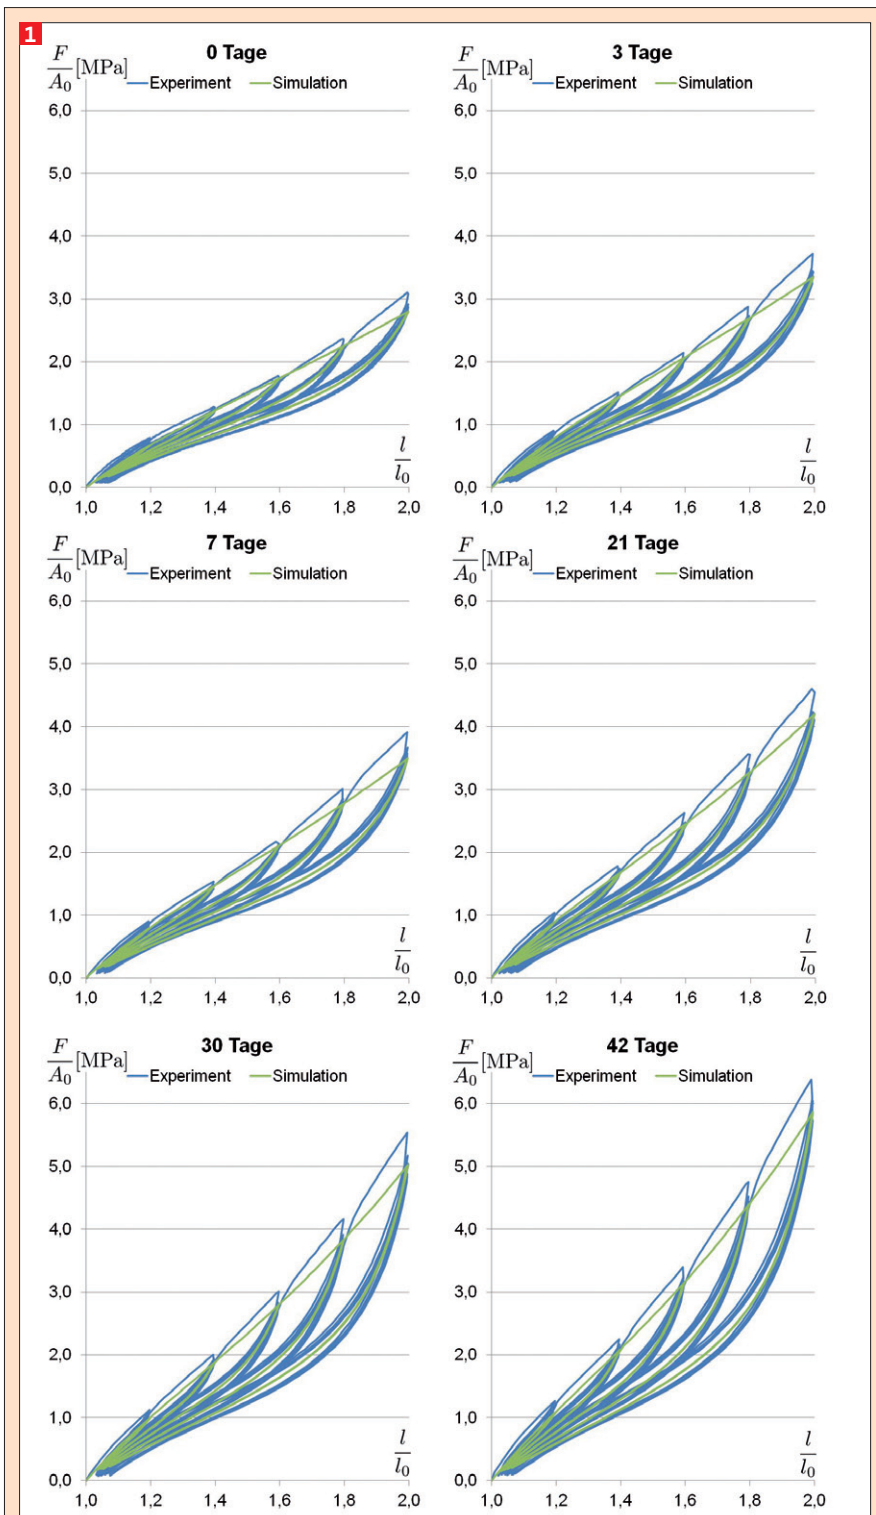 1
0 Tage
F/A₀ [MPa]
Experiment Simulation
6,0
5,0
4,0
3,0
2,0
1,0
0,0
l/l₀
1,0 1,2 1,4 1,6 1,8 2,0
3 Tage
F/A₀ [MPa]
Experiment Simulation
6,0
5,0
4,0
3,0
2,0
1,0
0,0
l/l₀
1,0 1,2 1,4 1,6 1,8 2,0
7 Tage
F/A₀ [MPa]
Experiment Simulation
6,0
5,0
4,0
3,0
2,0
1,0
0,0
l/l₀
1,0 1,2 1,4 1,6 1,8 2,0
21 Tage
F/A₀ [MPa]
Experiment Simulation
6,0
5,0
4,0
3,0
2,0
1,0
0,0
l/l₀
1,0 1,2 1,4 1,6 1,8 2,0
30 Tage
F/A₀ [MPa]
Experiment Simulation
6,0
5,0
4,0
3,0
2,0
1,0
0,0
l/l₀
1,0 1,2 1,4 1,6 1,8 2,0
42 Tage
F/A₀ [MPa]
Experiment Simulation
6,0
5,0
4,0
3,0
2,0
1,0
0,0
l/l₀
1,0 1,2 1,4 1,6 1,8 2,0